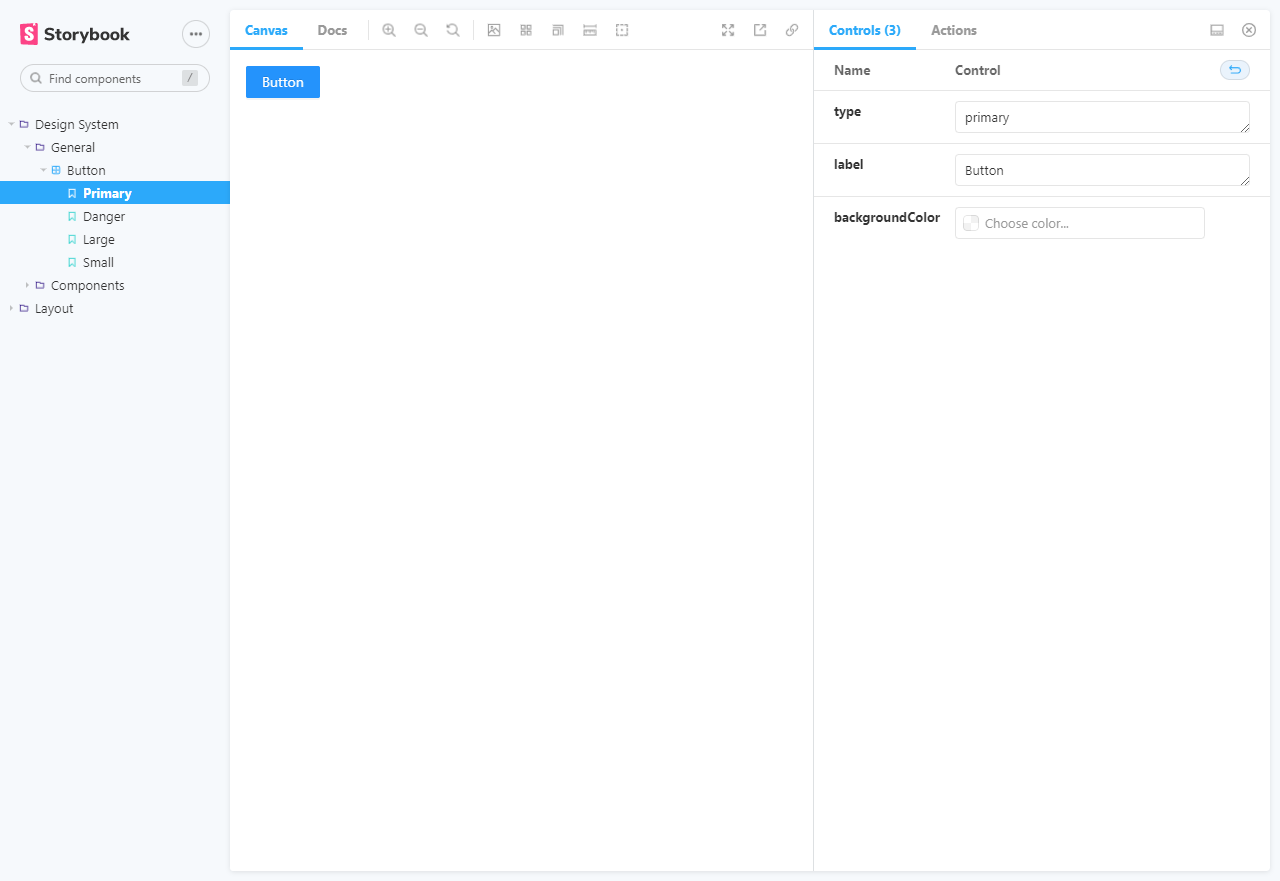 Storybook
Find components /
Design System
General
Button
Primary
Danger
Large
Small
Components
Layout
Canvas Docs
Button
Controls (3) Actions
Name Control
type primary
label Button
backgroundColor Choose color...